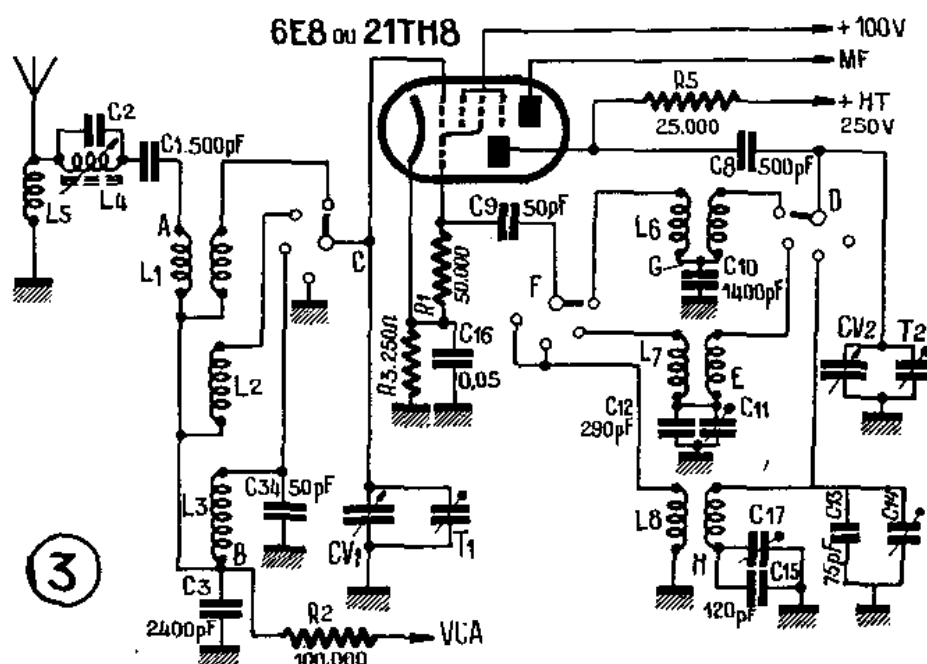 6E8 ou 21TH8
+ 100V
MF
R5
+ HT
25.000
250V
C2
C1.500pF
C8 500pF
L5
L4
C9 50pF
D
A
L6
L1
C
G
C10
R1
50.000
F
1400pF
C16
CV2
T2
L7
E
R3.250Ω
0,05
L2
C12
C11
290pF
L3
C34 50pF
L8
C17
C13
C14
CV1
T1
B
H
C15
75pF
3
C3
120pF
2400pF
R2
VCA
100.000